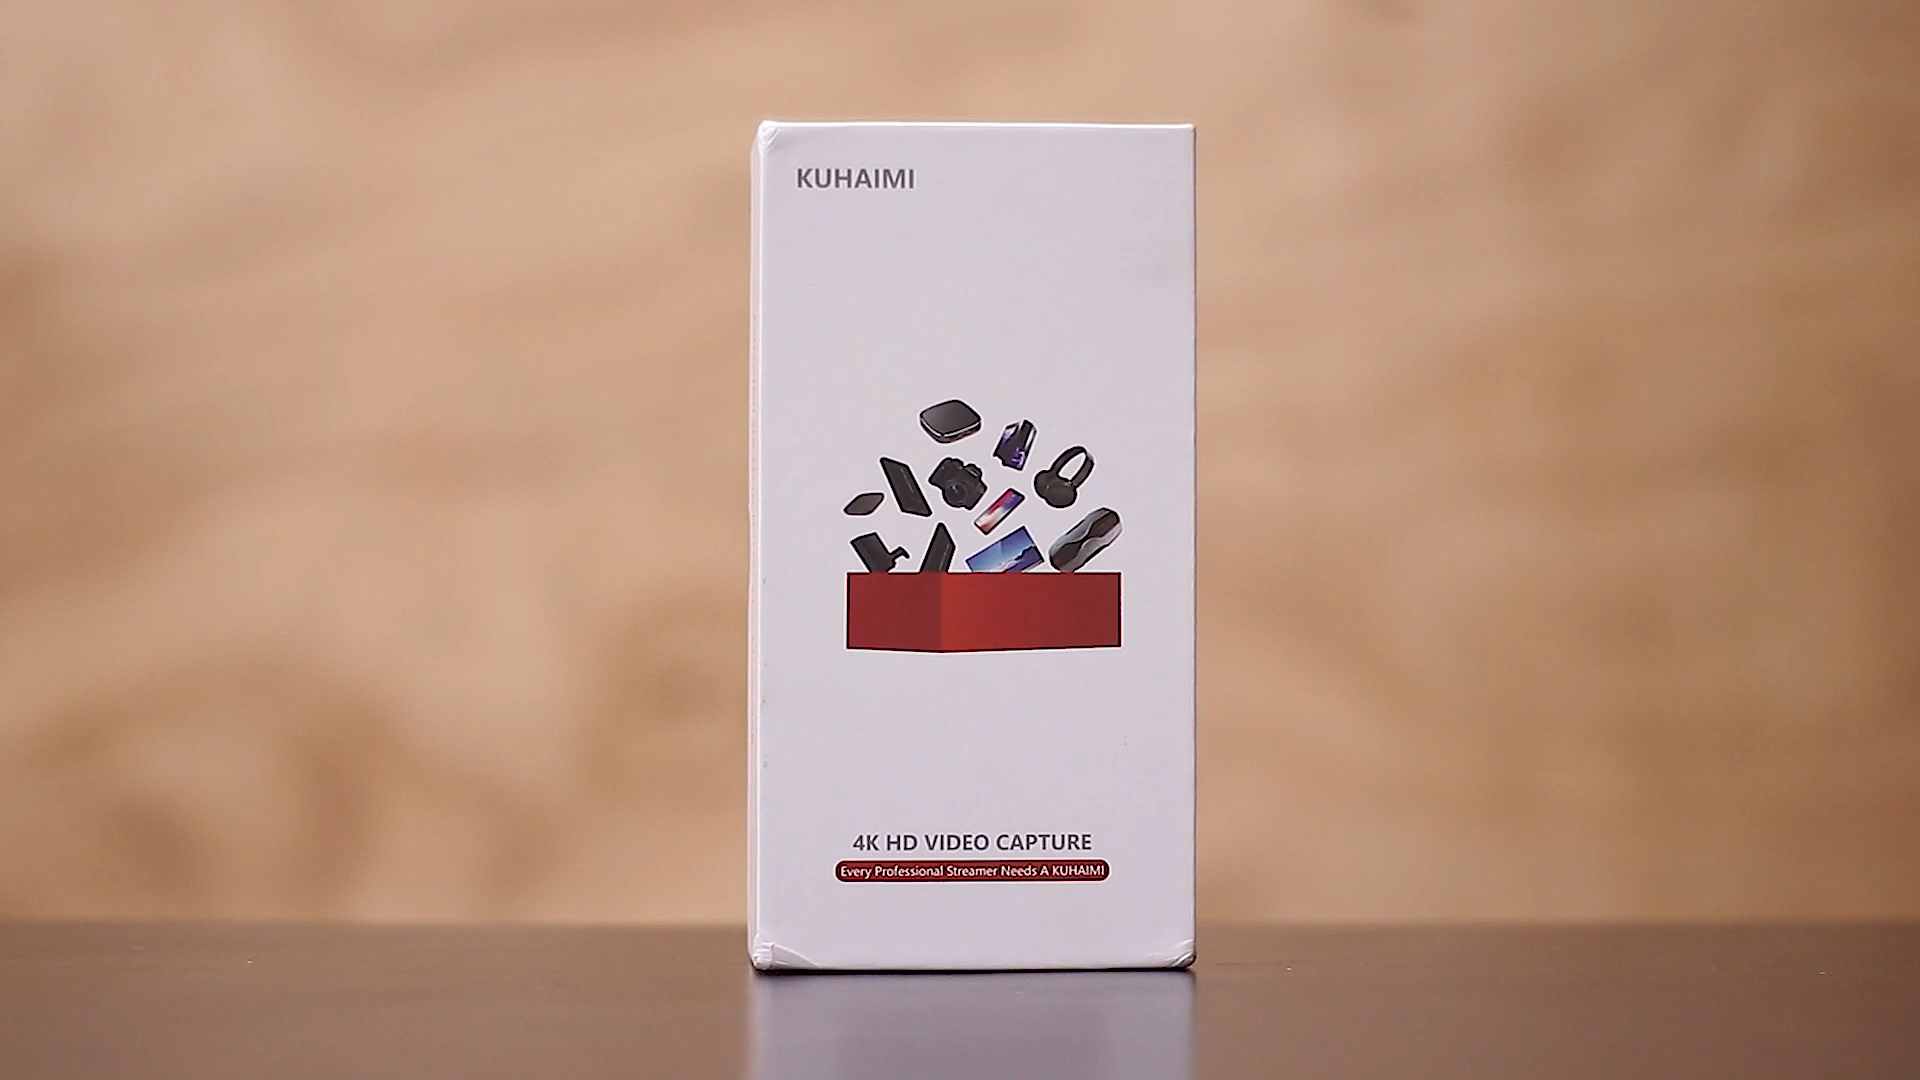 KUHAIMI
4K HD VIDEO CAPTURE
Every Professional Streamer Needs A KUHAIMI